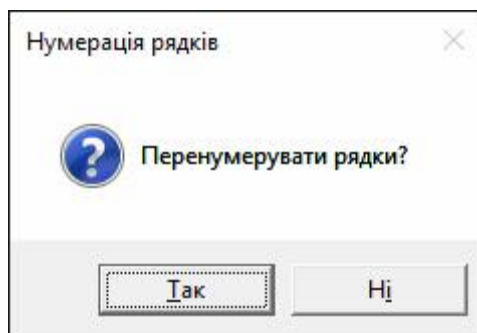 Нумерація рядків
Перенумерувати рядки?
Так
Ні